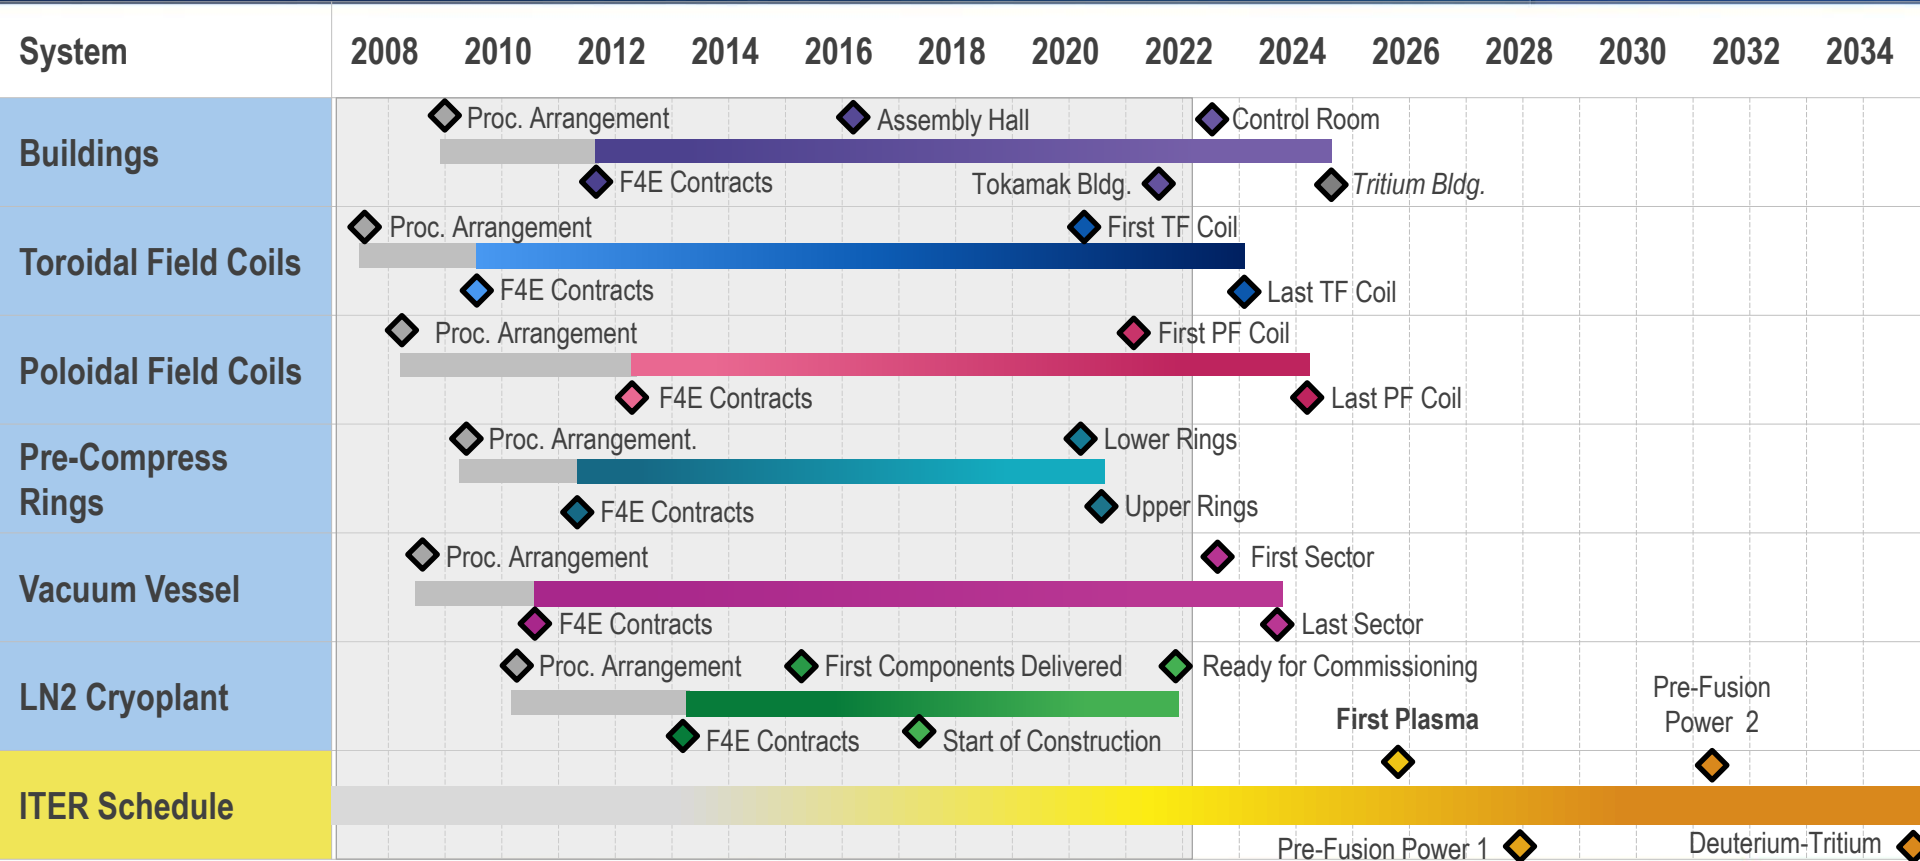 System 2008 2010 2012 2014 2016 2018 2020 2022 2024 2026 2028 2030 2032 2034
Buildings
Proc. Arrangement
Assembly Hall
Control Room
F4E Contracts
Tokamak Bldg.
Tritium Bldg.
Toroidal Field Coils
Proc. Arrangement
First TF Coil
F4E Contracts
Last TF Coil
Poloidal Field Coils
Proc. Arrangement
First PF Coil
F4E Contracts
Last PF Coil
Pre-Compress
Rings
Proc. Arrangement.
Lower Rings
F4E Contracts
Upper Rings
Vacuum Vessel
Proc. Arrangement
First Sector
F4E Contracts
Last Sector
LN2 Cryoplant
Proc. Arrangement
First Components Delivered
Ready for Commissioning
F4E Contracts
Start of Construction
ITER Schedule
First Plasma
Pre-Fusion
Power 2
Pre-Fusion Power 1
Deuterium-Tritium